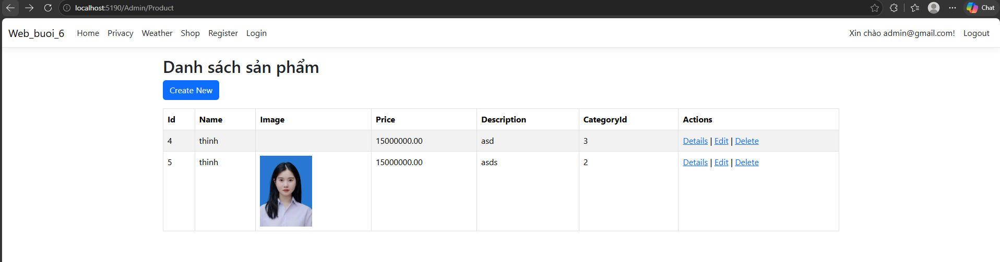 localhost:5190/Admin/Product
Chat
Web_buoi_6 Home Privacy Weather Shop Register Login Xin chào admin@gmail.com! Logout
Danh sách sản phẩm
Create New
Id Name Image Price Description CategoryId Actions
4 thinh 15000000.00 asd 3 Details | Edit | Delete
5 thinh 15000000.00 asds 2 Details | Edit | Delete